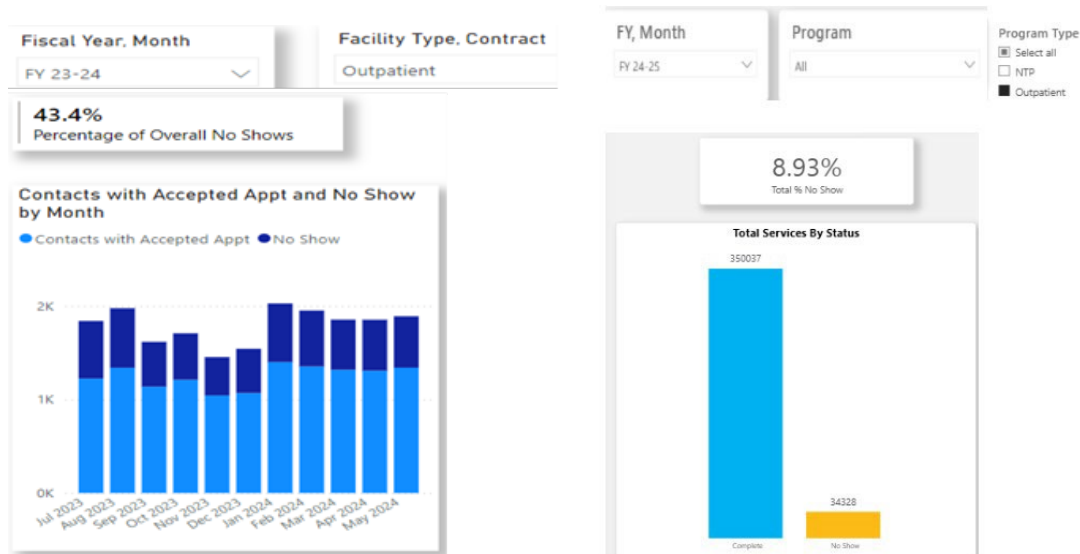 Fiscal Year, Month
FY 23-24
Facility Type, Contract
Outpatient
43.4%
Percentage of Overall No Shows
Contacts with Accepted Appt and No Show
by Month
Contacts with Accepted Appt No Show
2K
1K
0K
Jul 2023
Aug 2023
Sep 2023
Oct 2023
Nov 2023
Dec 2023
Jan 2024
Feb 2024
Mar 2024
Apr 2024
May 2024
FY, Month
FY 24-25
Program
All
Program Type
Select all
NTP
Outpatient
8.93%
Total % No Show
Total Services By Status
350037
34328
Complete
No Show